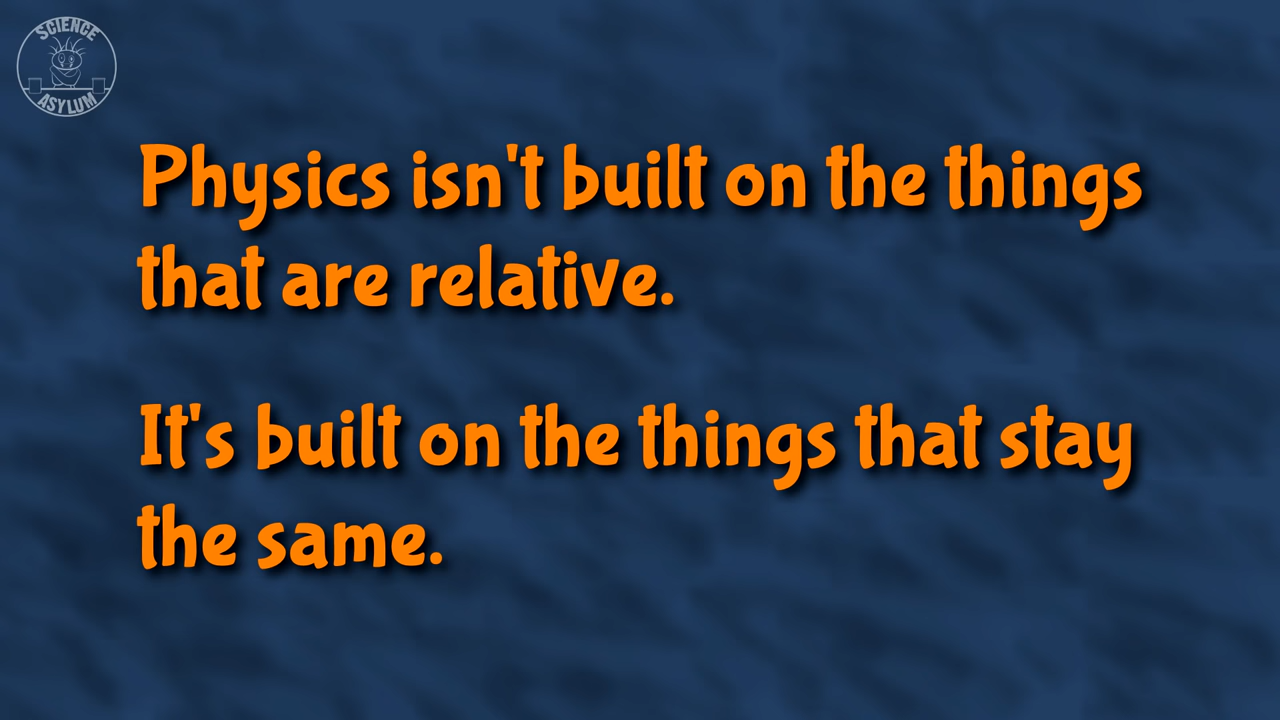 SCIENCE
ASYLUM
Physics isn't built on the things
that are relative.
It's built on the things that stay
the same.